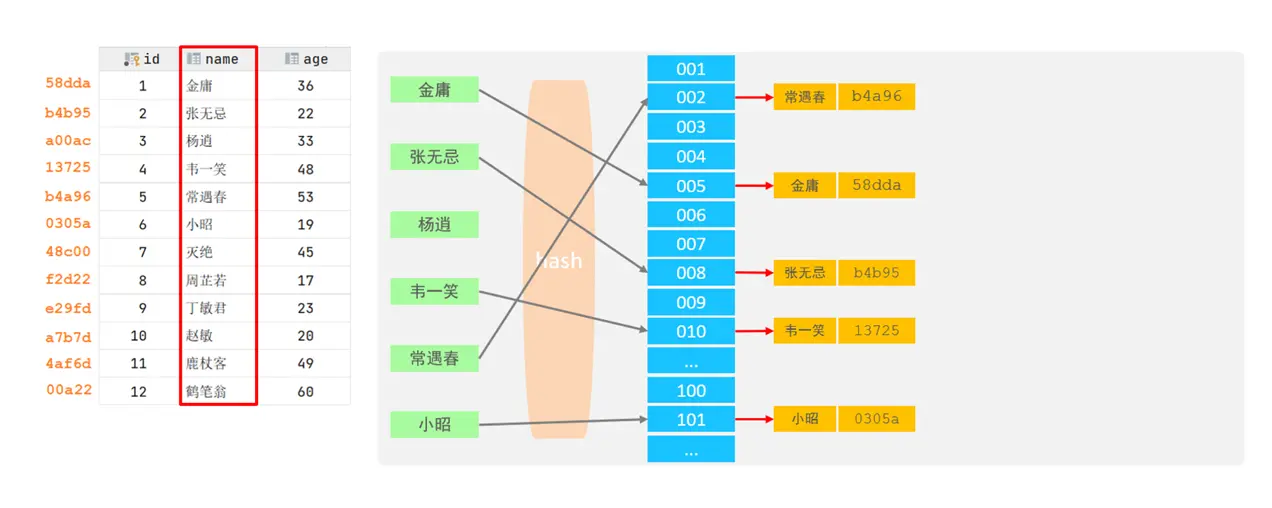 id name age
58dda 1 金庸 36
b4b95 2 张无忌 22
a00ac 3 杨逍 33
13725 4 韦一笑 48
b4a96 5 常遇春 53
0305a 6 小昭 19
48c00 7 灭绝 45
f2d22 8 周芷若 17
e29fd 9 丁敏君 23
a7b7d 10 赵敏 20
4af6d 11 鹿杖客 49
00a22 12 鹤笔翁 60
金庸
张无忌
杨逍
韦一笑
常遇春
小昭
hash
001
002
003
004
005
006
007
008
009
010
...
100
101
...
常遇春 b4a96
金庸 58dda
张无忌 b4b95
韦一笑 13725
小昭 0305a